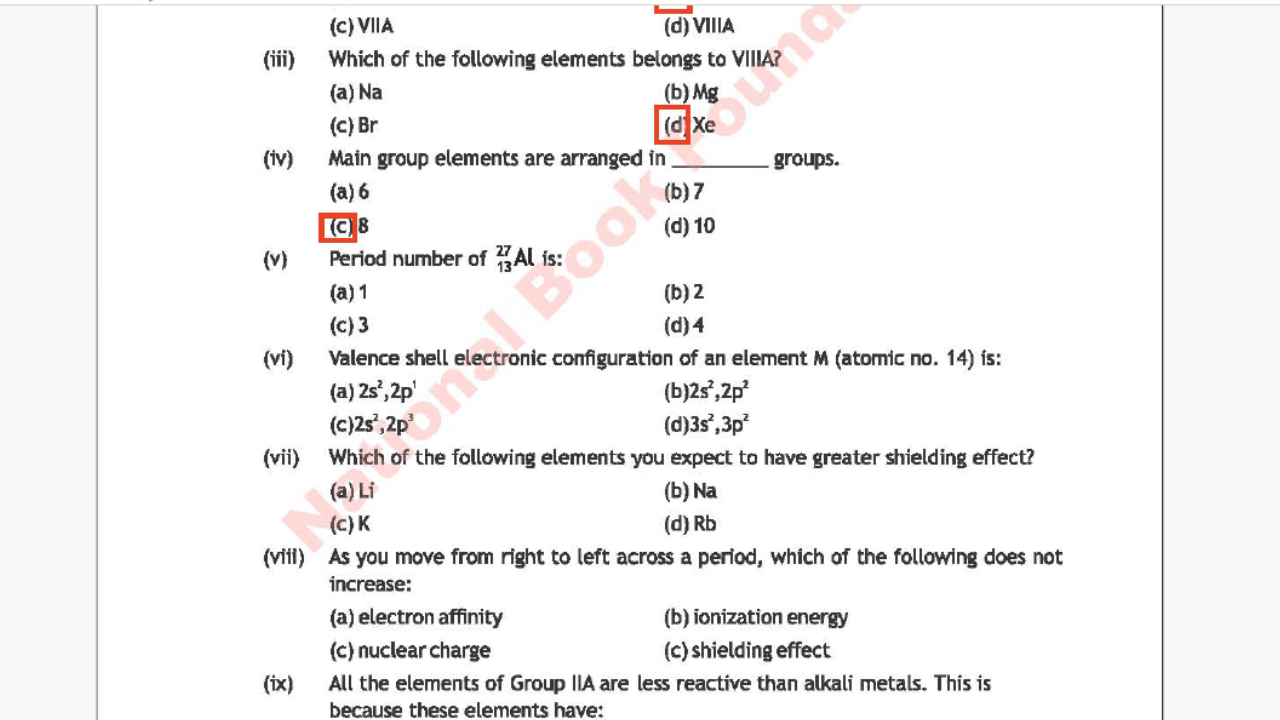 (c) VIIA (d) VIIIA
(iii) Which of the following elements belongs to VIIIA?
(a) Na (b) Mg
(c) Br (d) Xe
(iv) Main group elements are arranged in ________ groups.
(a) 6 (b) 7
(c) 8 (d) 10
(v) Period number of ²⁷₁₃Al is:
(a) 1 (b) 2
(c) 3 (d) 4
(vi) Valence shell electronic configuration of an element M (atomic no. 14) is:
(a) 2s²,2p¹ (b)2s²,2p²
(c)2s²,2p³ (d)3s²,3p²
(vii) Which of the following elements you expect to have greater shielding effect?
(a) Li (b) Na
(c) K (d) Rb
(viii) As you move from right to left across a period, which of the following does not
increase:
(a) electron affinity (b) ionization energy
(c) nuclear charge (c) shielding effect
(ix) All the elements of Group IIA are less reactive than alkali metals. This is
because these elements have:
National Book